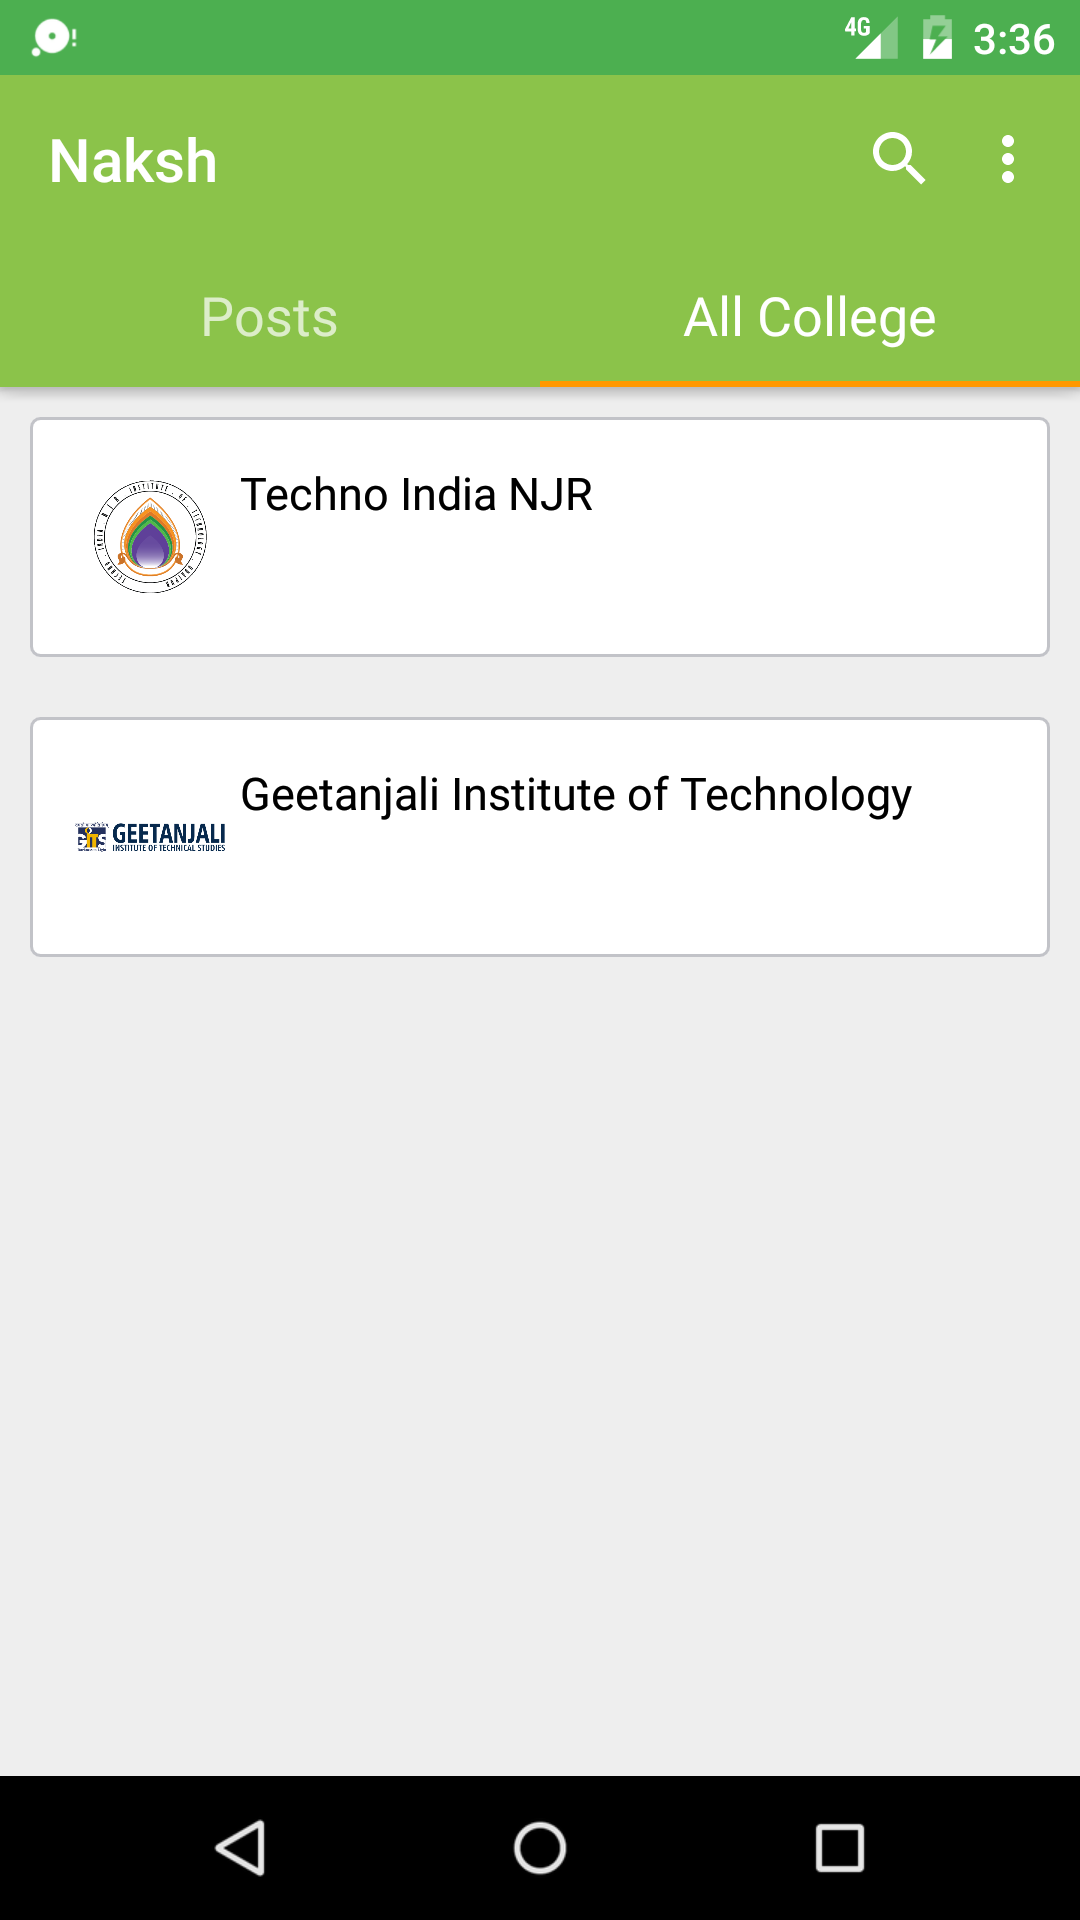 4G 3:36
Naksh
Posts All College
Techno India NJR
Geetanjali Institute of Technology
GEETANJALI
INSTITUTE OF TECHNICAL STUDIES